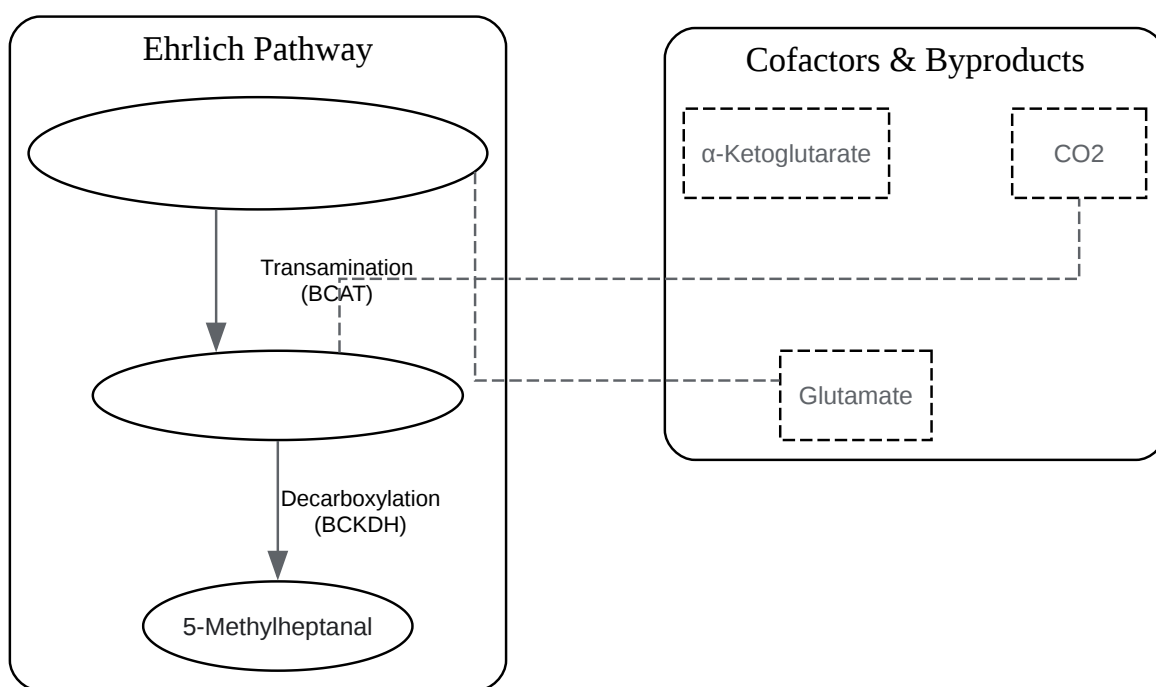 Ehrlich Pathway
Transamination
(BCAT)
Decarboxylation
(BCKDH)
5-Methylheptanal
Cofactors & Byproducts
α-Ketoglutarate
CO2
Glutamate